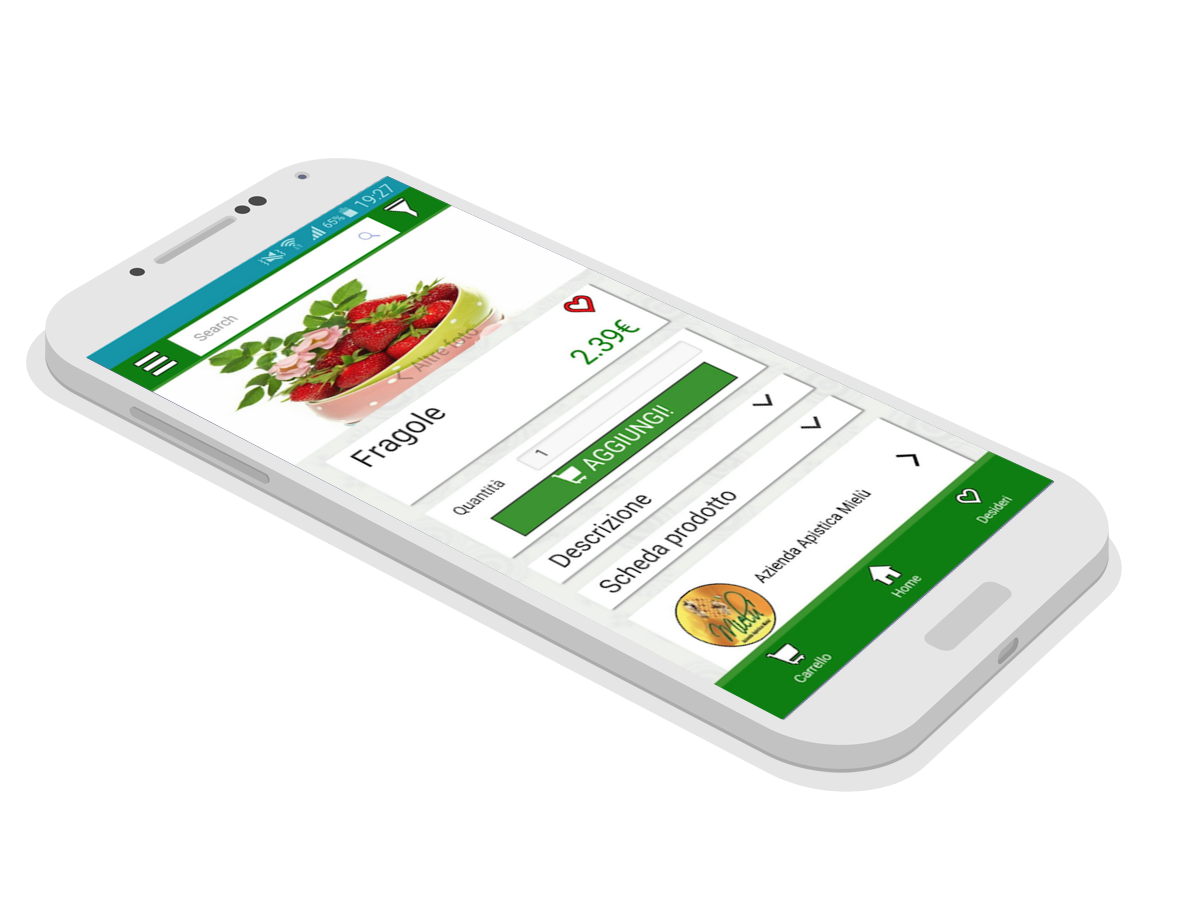 65% 19:27
Search
< Altre foto
Fragole
2.39€
Quantità
1
AGGIUNGI!
Descrizione
Scheda prodotto
Azienda Apistica Mielù
Carrello
Home
Desideri